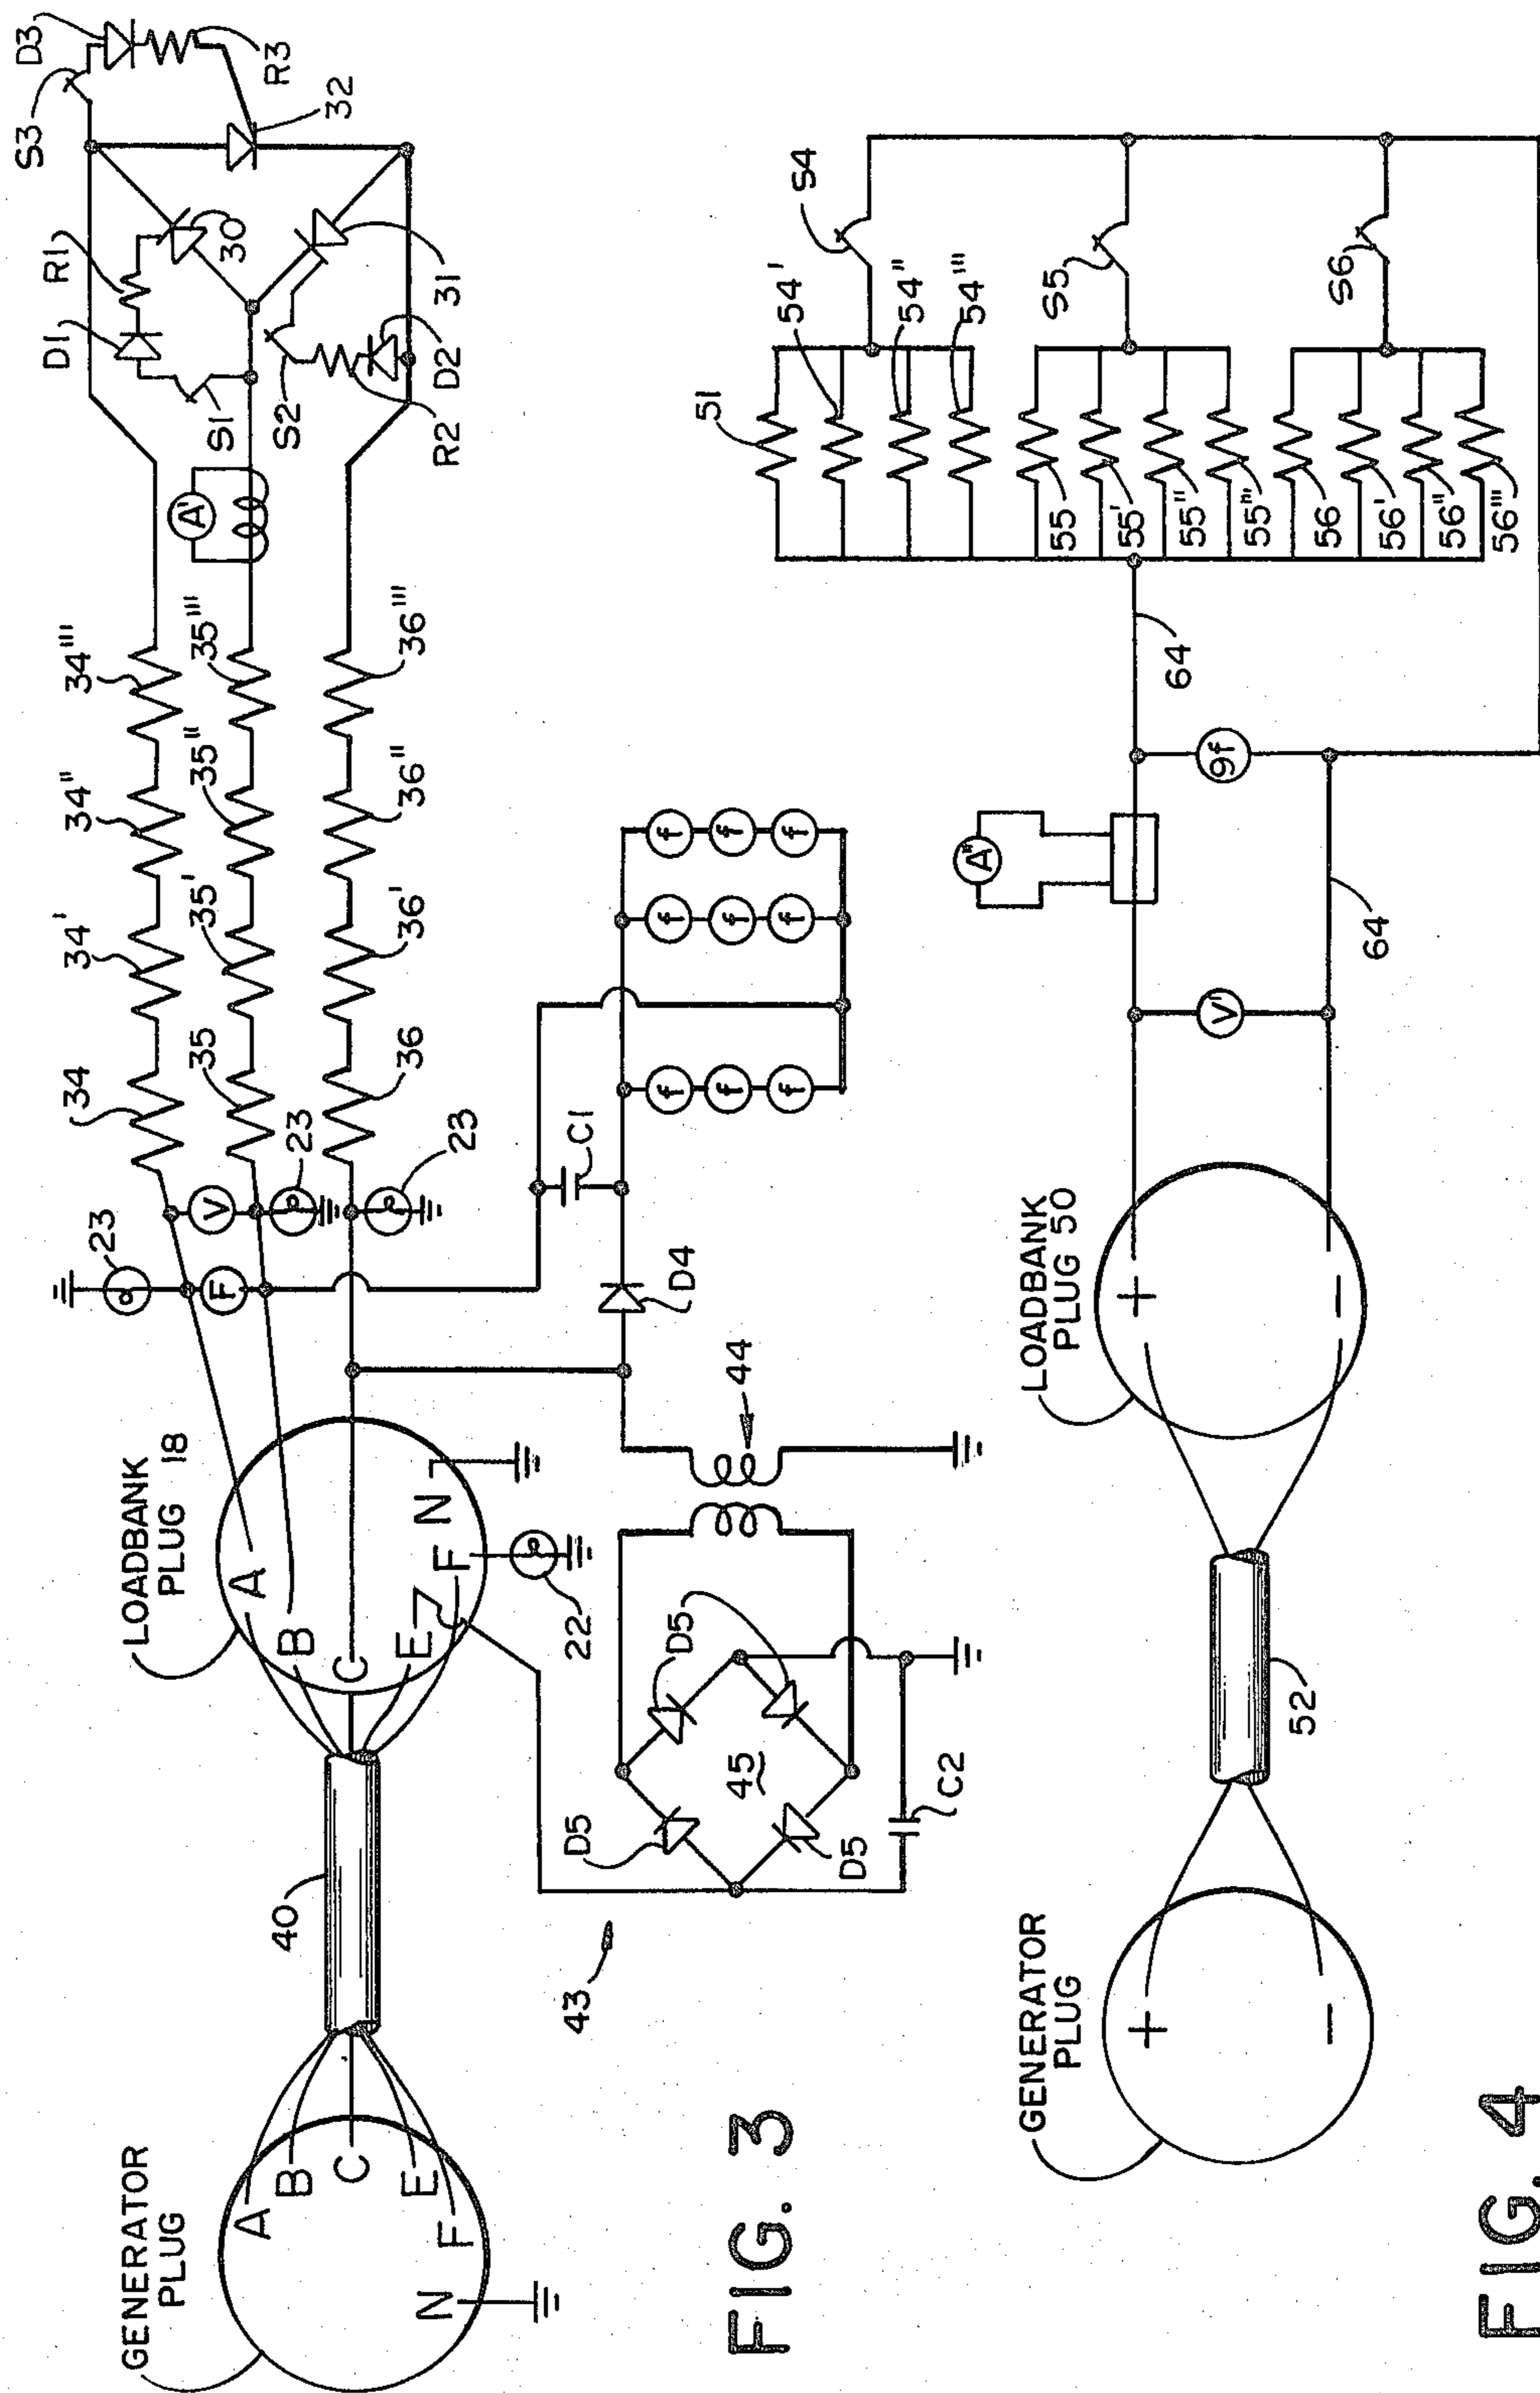 FIG. 3
GENERATOR
PLUG
A
B
C
E
F
N
40
LOADBANK
PLUG 18
A
B
C
E
F
N
22
23
F
V
23
23
34
34'
34"
34'''
35
35'
35"
35'''
36
36'
36"
36'''
A'
S1
D1
R1
30
S2
R2
D2
31
S3
D3
R3
32
43
D5
D5
D5
D5
45
C2
44
D4
C1
f
f
f
f
f
f
f
f
f
FIG. 4
GENERATOR
PLUG
+
−
52
LOADBANK
PLUG 50
+
−
V'
64
A"
9f
64
51
54'
54"
54'''
55
55'
55"
55'''
56
56'
56"
56'''
S4
S5
S6